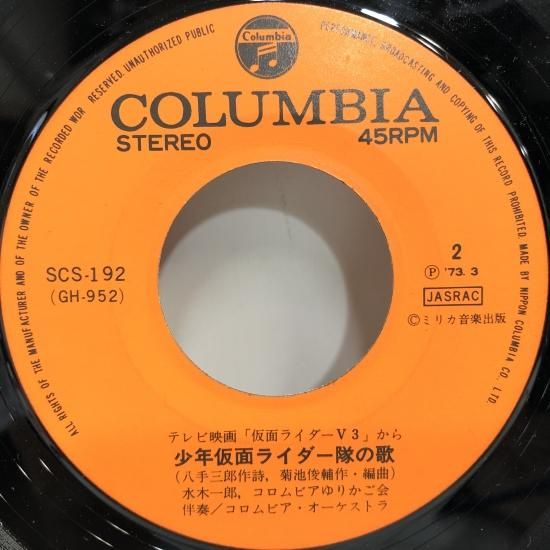 Columbia
ALL RIGHTS OF THE MANUFACTURER AND OF THE OWNER OF THE RECORDED WOR RESERVED. UNAUTHORIZED PUBLIC PERFORMANCE, BROADCASTING AND COPYING OF THIS RECORD PROHIBITED. MADE BY NIPPON COLUMBIA CO. LTD.
COLUMBIA
STEREO 45RPM
SCS-192
(GH-952)
2
Ⓟ '73.3
JASRAC
©ミリカ音楽出版
テレビ映画「仮面ライダーV3」から
少年仮面ライダー隊の歌
(八手三郎作詩, 菊池俊輔作・編曲)
水木一郎, コロムビアゆりかご会
伴奏/コロムビア・オーケストラ